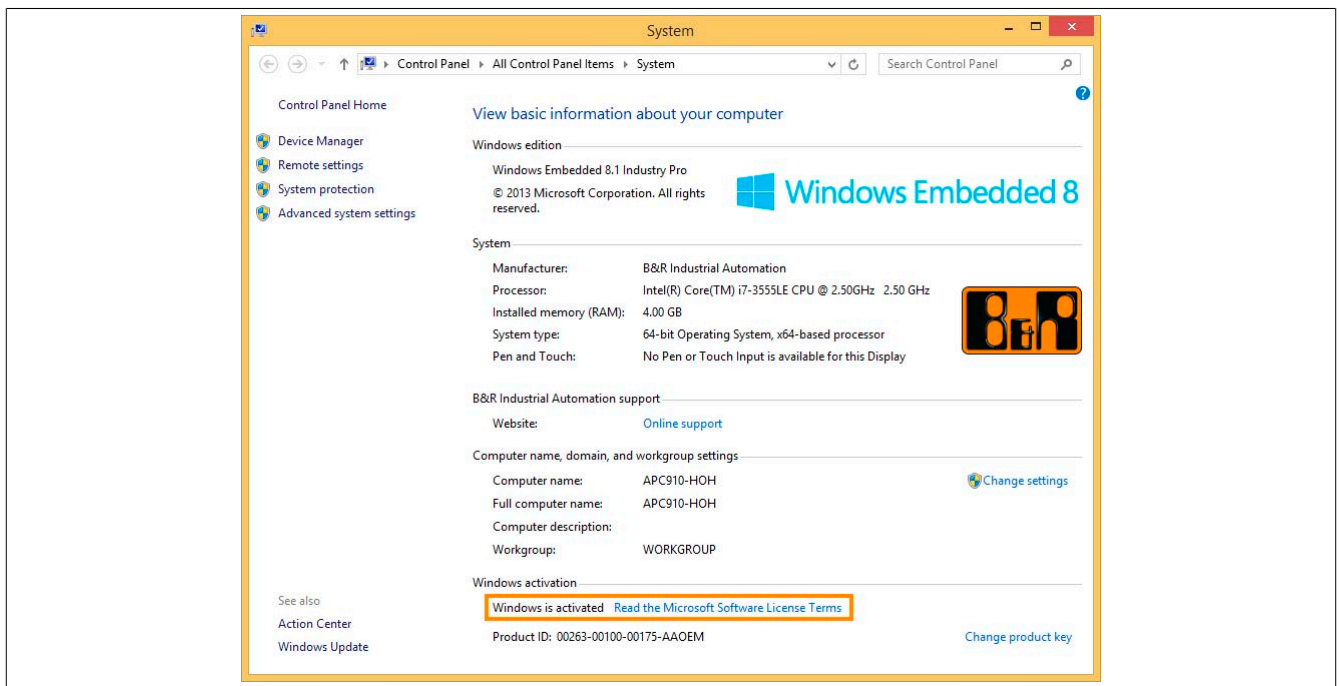 System
Control Panel All Control Panel Items System
Search Control Panel
Control Panel Home
Device Manager
Remote settings
System protection
Advanced system settings
View basic information about your computer
Windows edition
Windows Embedded 8.1 Industry Pro
© 2013 Microsoft Corporation. All rights
reserved.
Windows Embedded 8
System
Manufacturer: B&R Industrial Automation
Processor: Intel(R) Core(TM) i7-3555LE CPU @ 2.50GHz 2.50 GHz
Installed memory (RAM): 4.00 GB
System type: 64-bit Operating System, x64-based processor
Pen and Touch: No Pen or Touch Input is available for this Display
B&R
B&R Industrial Automation support
Website: Online support
Computer name, domain, and workgroup settings
Computer name: APC910-HOH
Change settings
Full computer name: APC910-HOH
Computer description:
Workgroup: WORKGROUP
Windows activation
Windows is activated Read the Microsoft Software License Terms
Product ID: 00263-00100-00175-AAOEM
Change product key
See also
Action Center
Windows Update